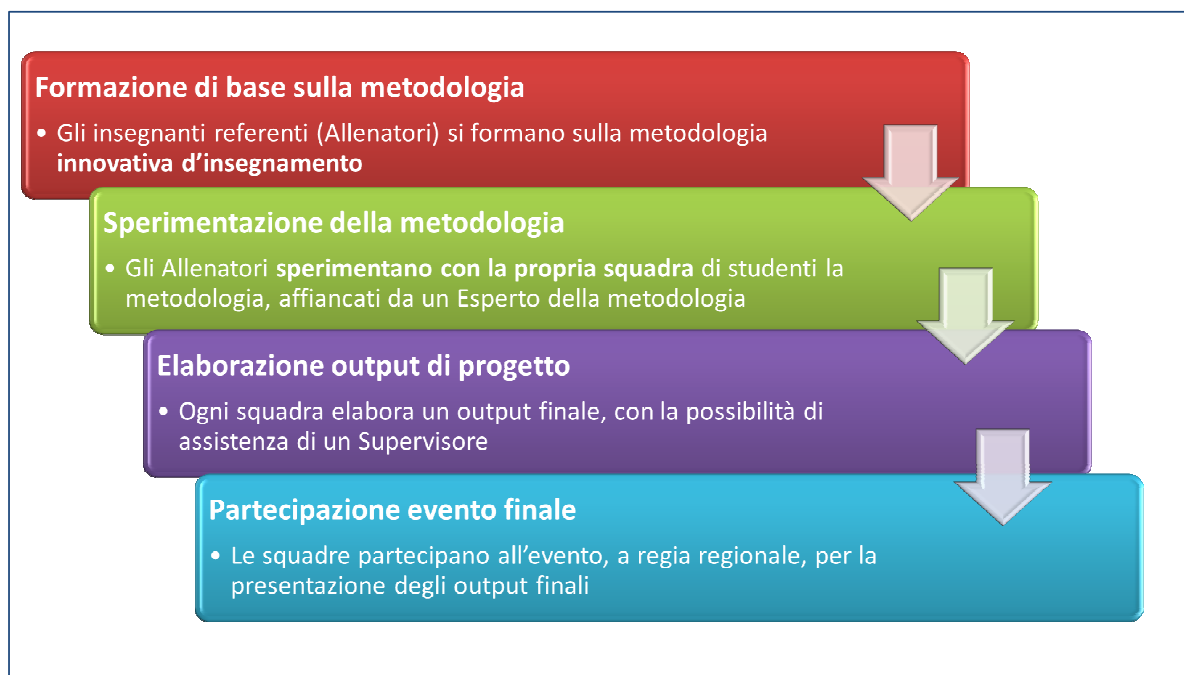 Formazione di base sulla metodologia
• Gli insegnanti referenti (Allenatori) si formano sulla metodologia
innovativa d’insegnamento
Sperimentazione della metodologia
• Gli Allenatori sperimentano con la propria squadra di studenti la
metodologia, affiancati da un Esperto della metodologia
Elaborazione output di progetto
• Ogni squadra elabora un output finale, con la possibilità di
assistenza di un Supervisore
Partecipazione evento finale
• Le squadre partecipano all’evento, a regia regionale, per la
presentazione degli output finali